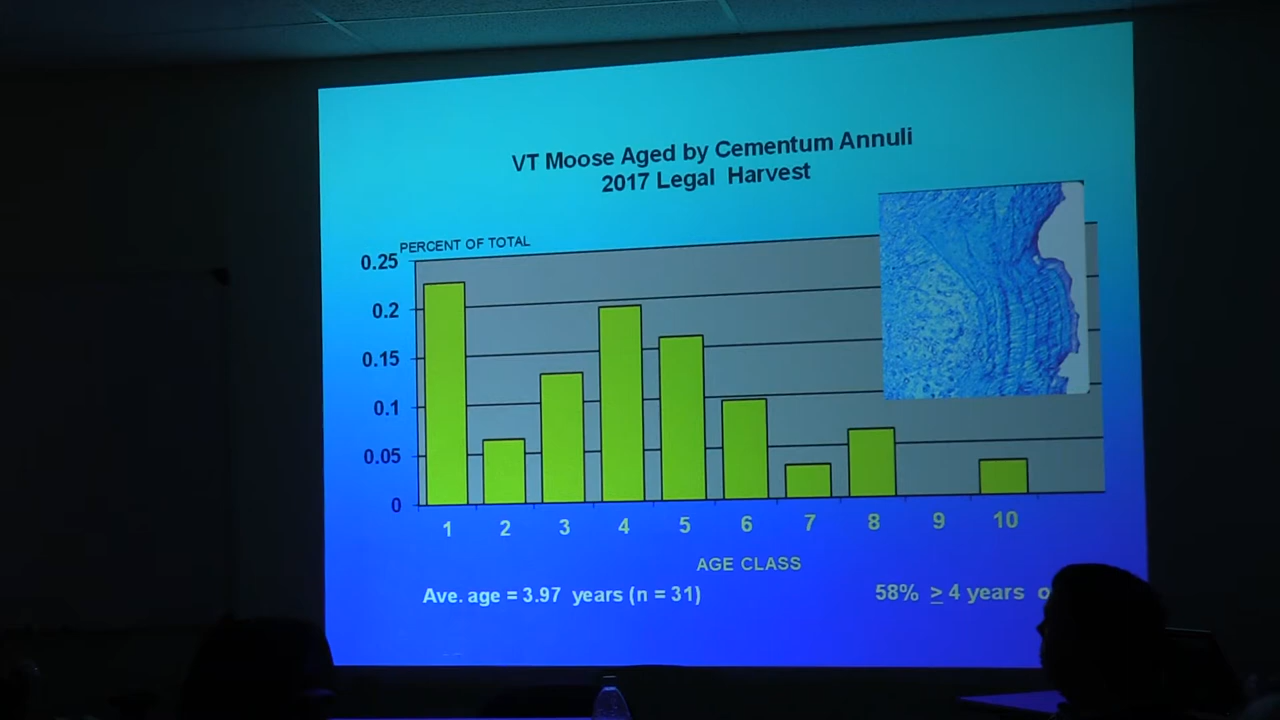 VT Moose Aged by Cementum Annuli
2017 Legal Harvest
PERCENT OF TOTAL
0.25
0.2
0.15
0.1
0.05
0
1 2 3 4 5 6 7 8 9 10
AGE CLASS
Ave. age = 3.97 years (n = 31)
58% ≥ 4 years